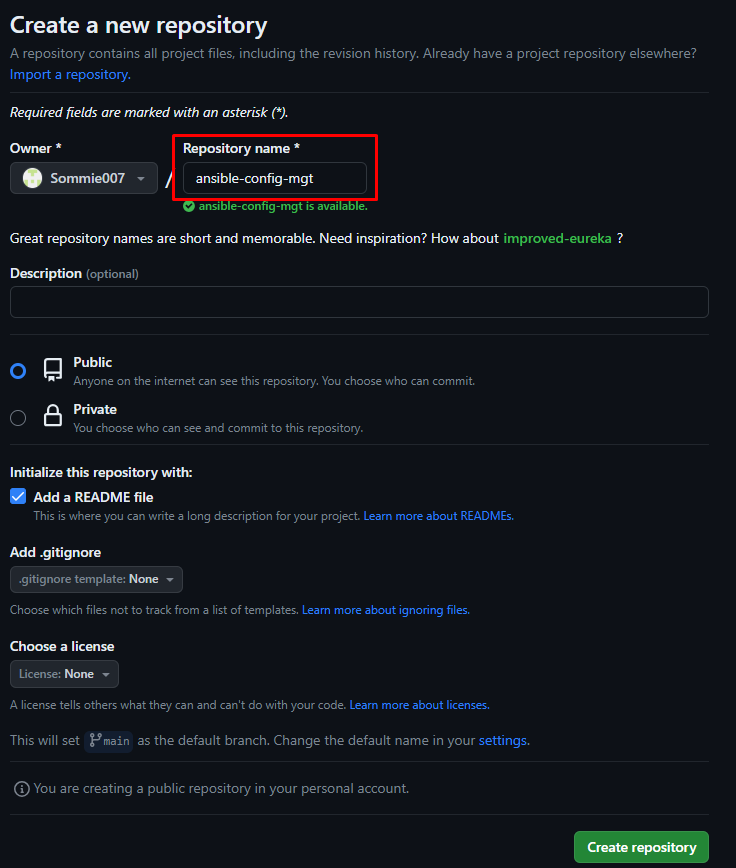 Create a new repository
A repository contains all project files, including the revision history. Already have a project repository elsewhere?
Import a repository.
Required fields are marked with an asterisk (*).
Owner *
Repository name *
Sommie007
/
ansible-config-mgt
ansible-config-mgt is available.
Great repository names are short and memorable. Need inspiration? How about improved-eureka ?
Description (optional)
Public
Anyone on the internet can see this repository. You choose who can commit.
Private
You choose who can see and commit to this repository.
Initialize this repository with:
Add a README file
This is where you can write a long description for your project. Learn more about READMEs.
Add .gitignore
.gitignore template: None
Choose which files not to track from a list of templates. Learn more about ignoring files.
Choose a license
License: None
A license tells others what they can and can't do with your code. Learn more about licenses.
This will set main as the default branch. Change the default name in your settings.
You are creating a public repository in your personal account.
Create repository